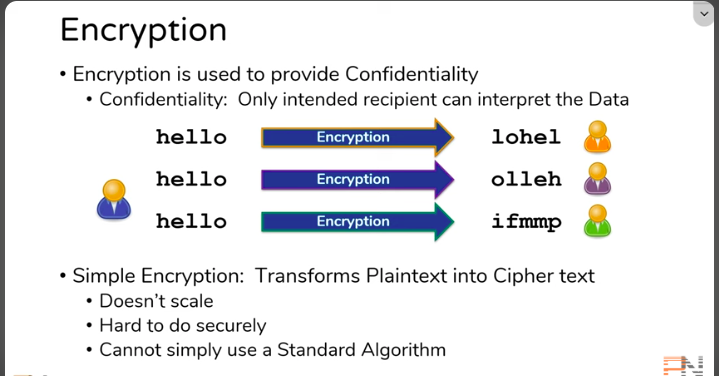 Encryption
• Encryption is used to provide Confidentiality
• Confidentiality: Only intended recipient can interpret the Data
hello Encryption lohel
hello Encryption olleh
hello Encryption ifmmp
• Simple Encryption: Transforms Plaintext into Cipher text
• Doesn't scale
• Hard to do securely
• Cannot simply use a Standard Algorithm